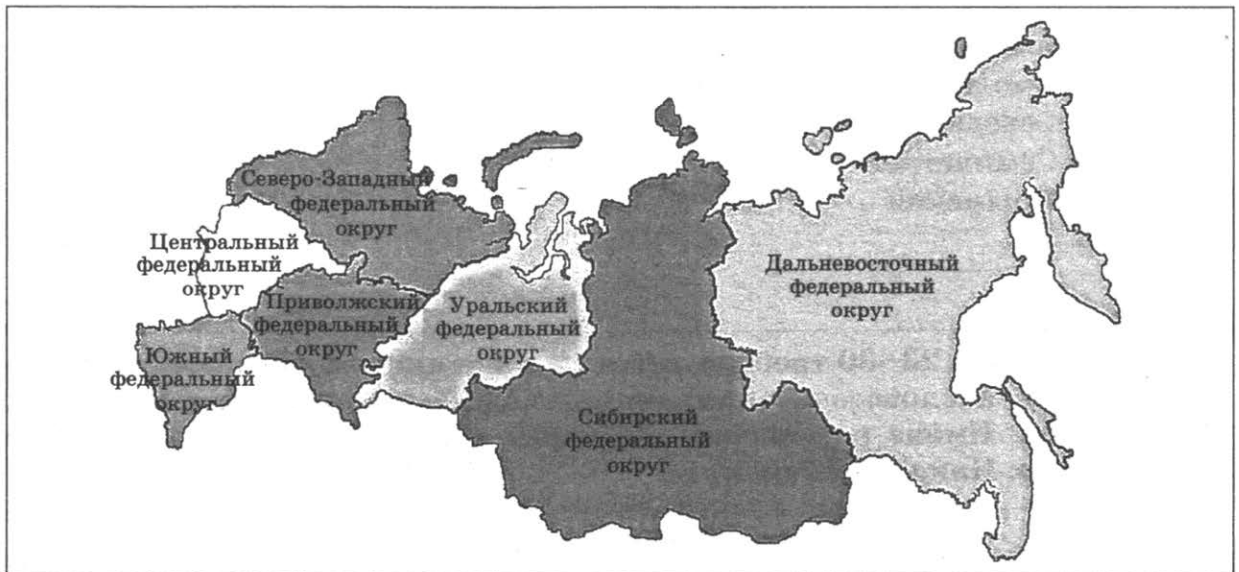 Северо-Западный
федеральный
округ
Центральный
федеральный
округ
Приволжский
федеральный
округ
Уральский
федеральный
округ
Южный
федеральный
округ
Сибирский
федеральный
округ
Дальневосточный
федеральный
округ